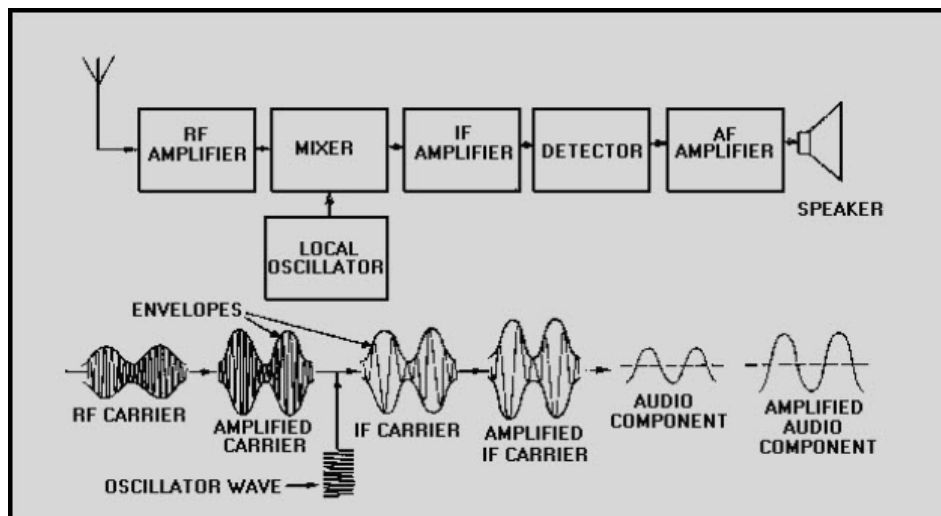 RF
AMPLIFIER
MIXER
IF
AMPLIFIER
DETECTOR
AF
AMPLIFIER
SPEAKER
LOCAL
OSCILLATOR
ENVELOPES
RF CARRIER
AMPLIFIED
CARRIER
IF CARRIER
AMPLIFIED
IF CARRIER
AUDIO
COMPONENT
AMPLIFIED
AUDIO
COMPONENT
OSCILLATOR WAVE